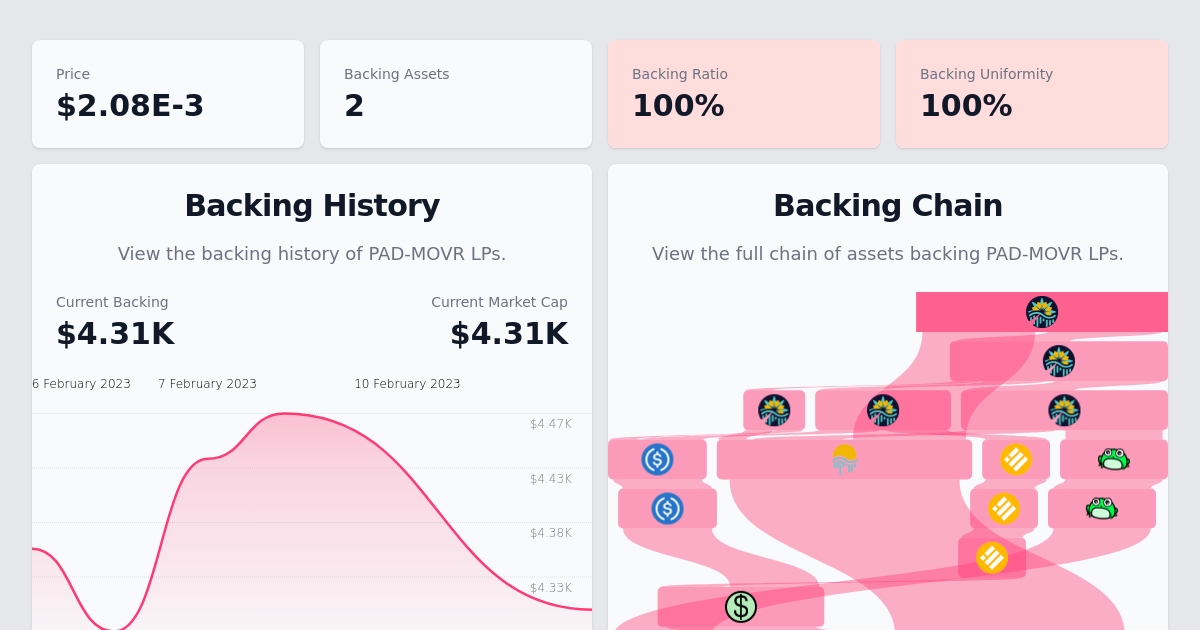 Price
$2.08E-3
Backing Assets
2
Backing Ratio
100%
Backing Uniformity
100%
Backing History
View the backing history of PAD-MOVR LPs.
Current Backing
$4.31K
Current Market Cap
$4.31K
6 February 2023
7 February 2023
10 February 2023
$4.47K
$4.43K
$4.38K
$4.33K
Backing Chain
View the full chain of assets backing PAD-MOVR LPs.